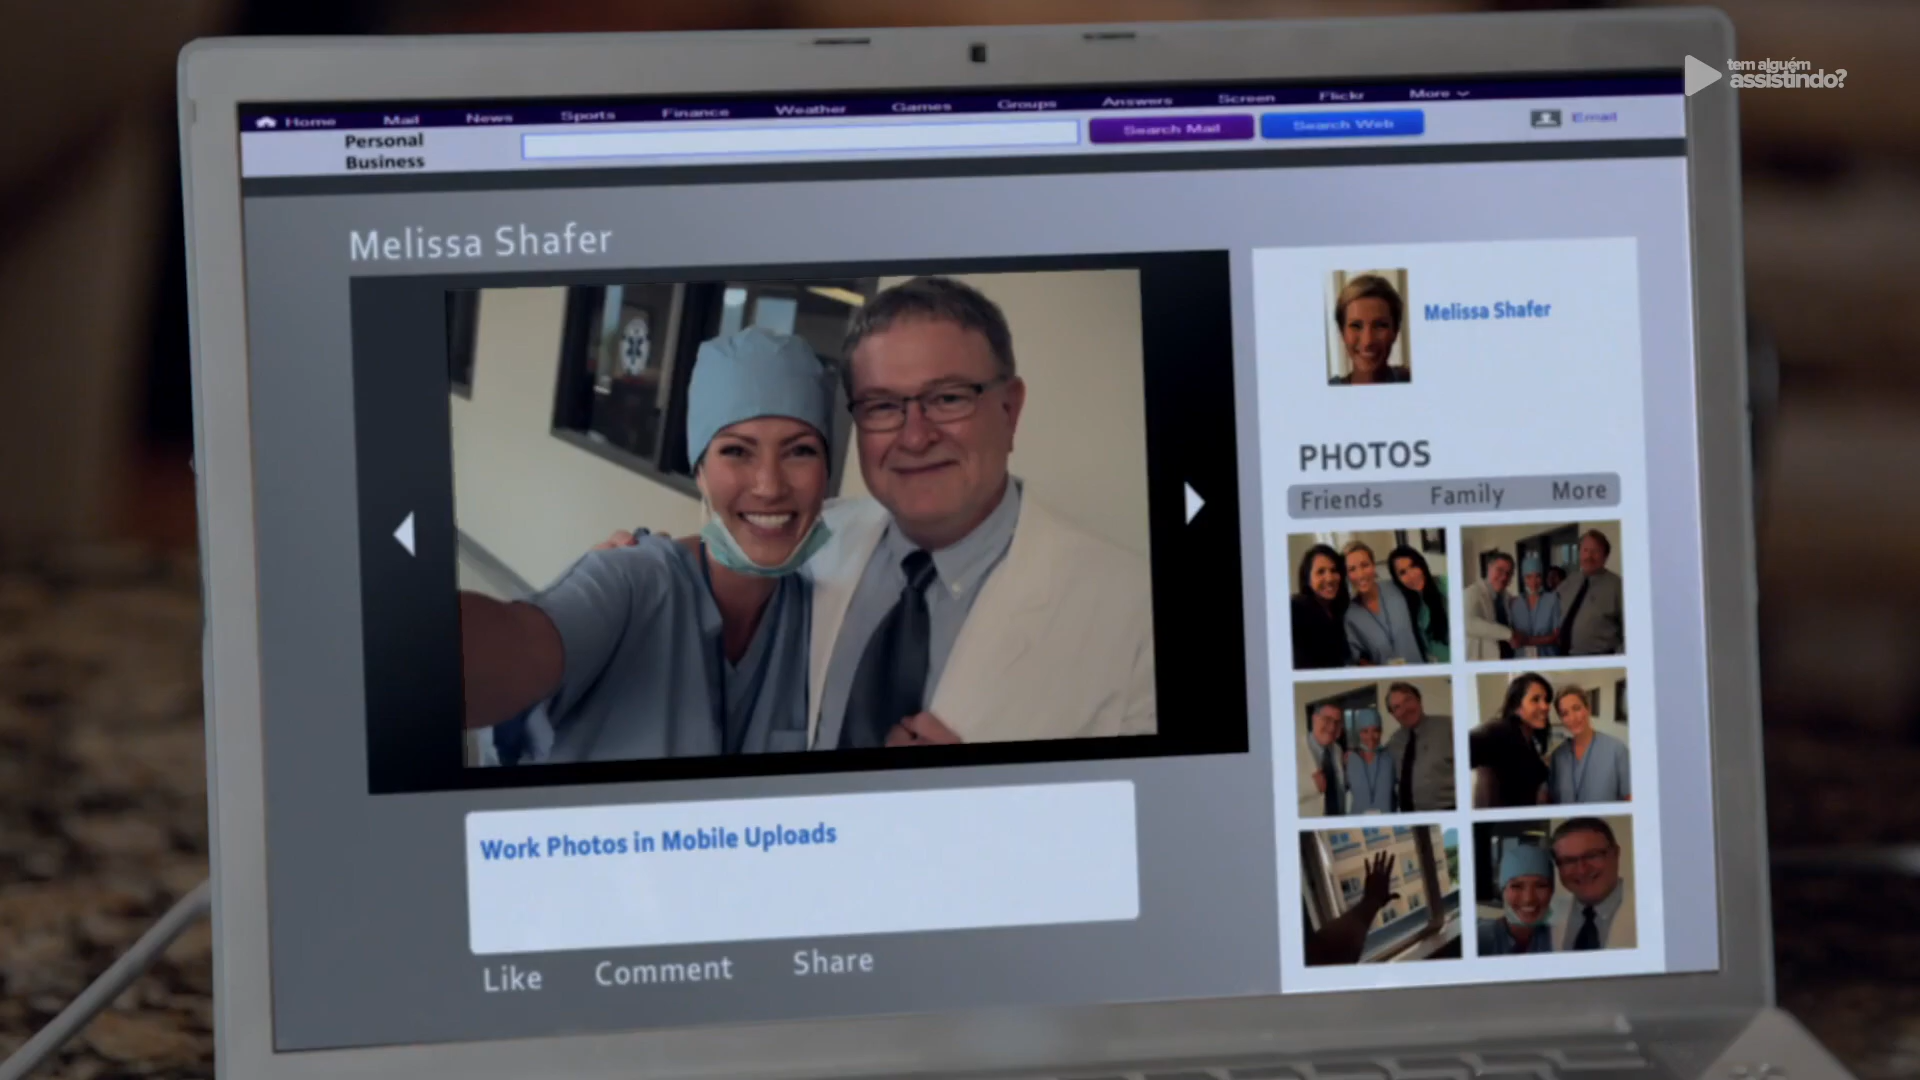 tem alguém
assistindo?
Home Mail News Sports Finance Weather Games Groups Answers Screen Flickr More
Personal
Business
Search Mail
Search Web
Email
Melissa Shafer
Melissa Shafer
PHOTOS
Friends Family More
Work Photos in Mobile Uploads
Like Comment Share